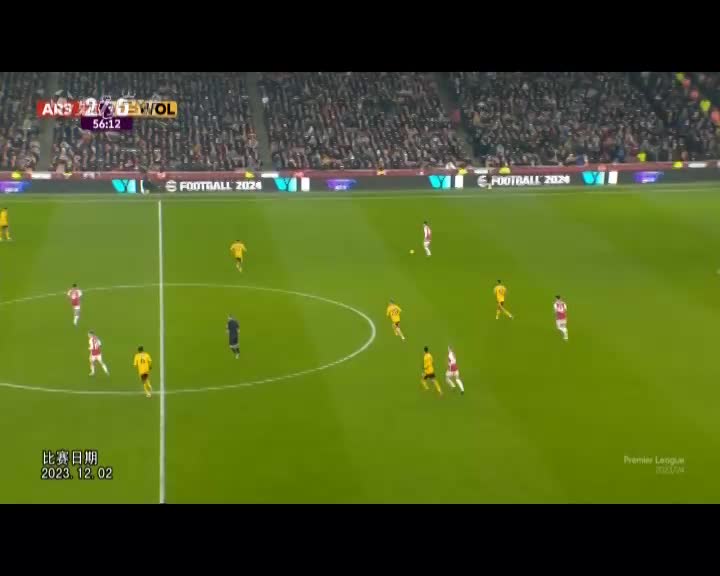 ARS
WOL
56:12
FOOTBALL 2024
FOOTBALL 2024
比赛日期
2023.12.02
Premier League
2023/24